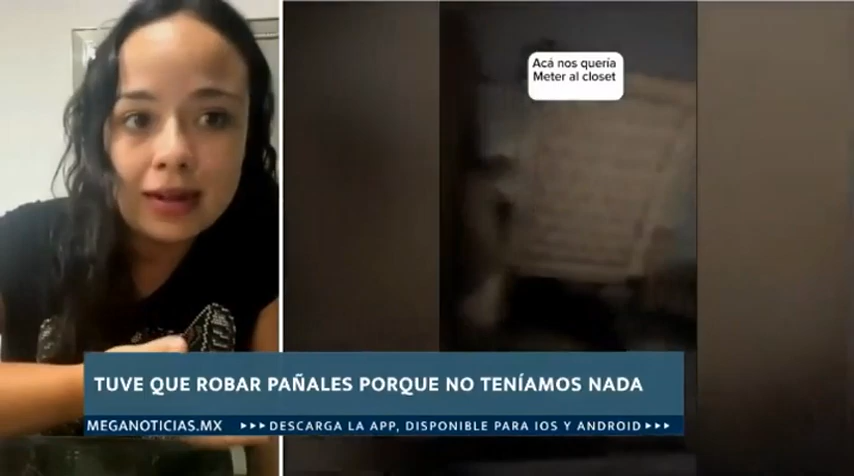 Acá nos quería
Meter al closet
TUVE QUE ROBAR PAÑALES PORQUE NO TENÍAMOS NADA
MEGANOTICIAS.MX ►►►DESCARGA LA APP, DISPONIBLE PARA IOS Y ANDROID►►►